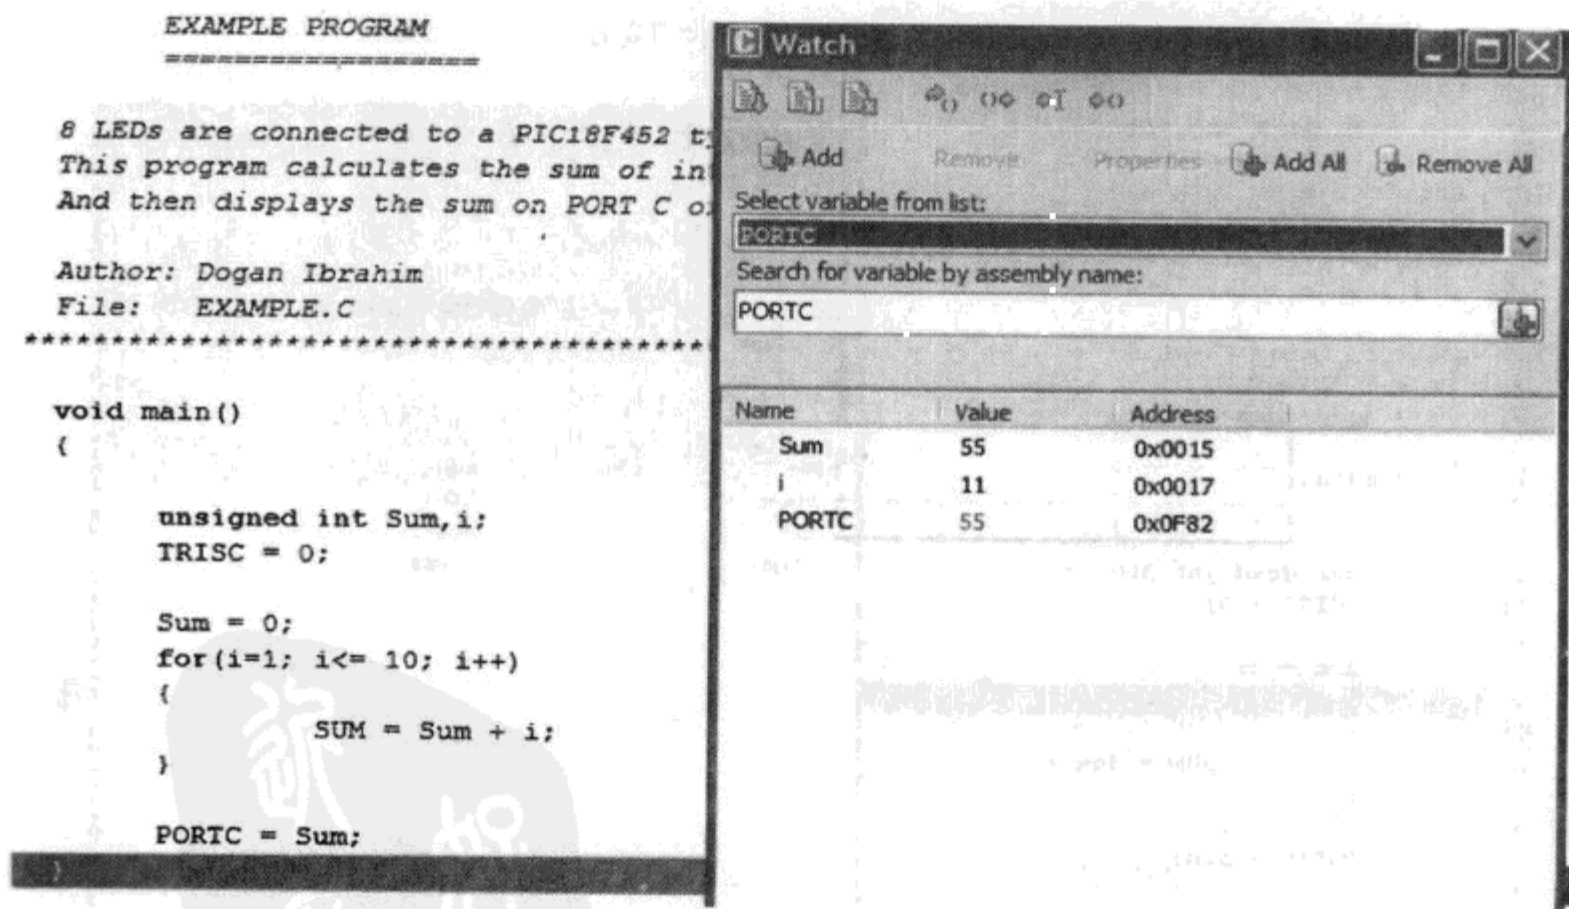 EXAMPLE PROGRAM
==================
8 LEDs are connected to a PIC18F452
This program calculates the sum of
And then displays the sum on PORT C
Author: Dogan Ibrahim
File: EXAMPLE.C
void main()
{
unsigned int Sum,i;
TRISC = 0;
Sum = 0;
for(i=1; i<= 10; i++)
{
SUM = Sum + i;
}
PORTC = Sum;
}
Watch
Add Remove Properties Add All Remove All
Select variable from list:
PORTC
Search for variable by assembly name:
PORTC
Name Value Address
Sum 55 0x0015
i 11 0x0017
PORTC 55 0x0F82